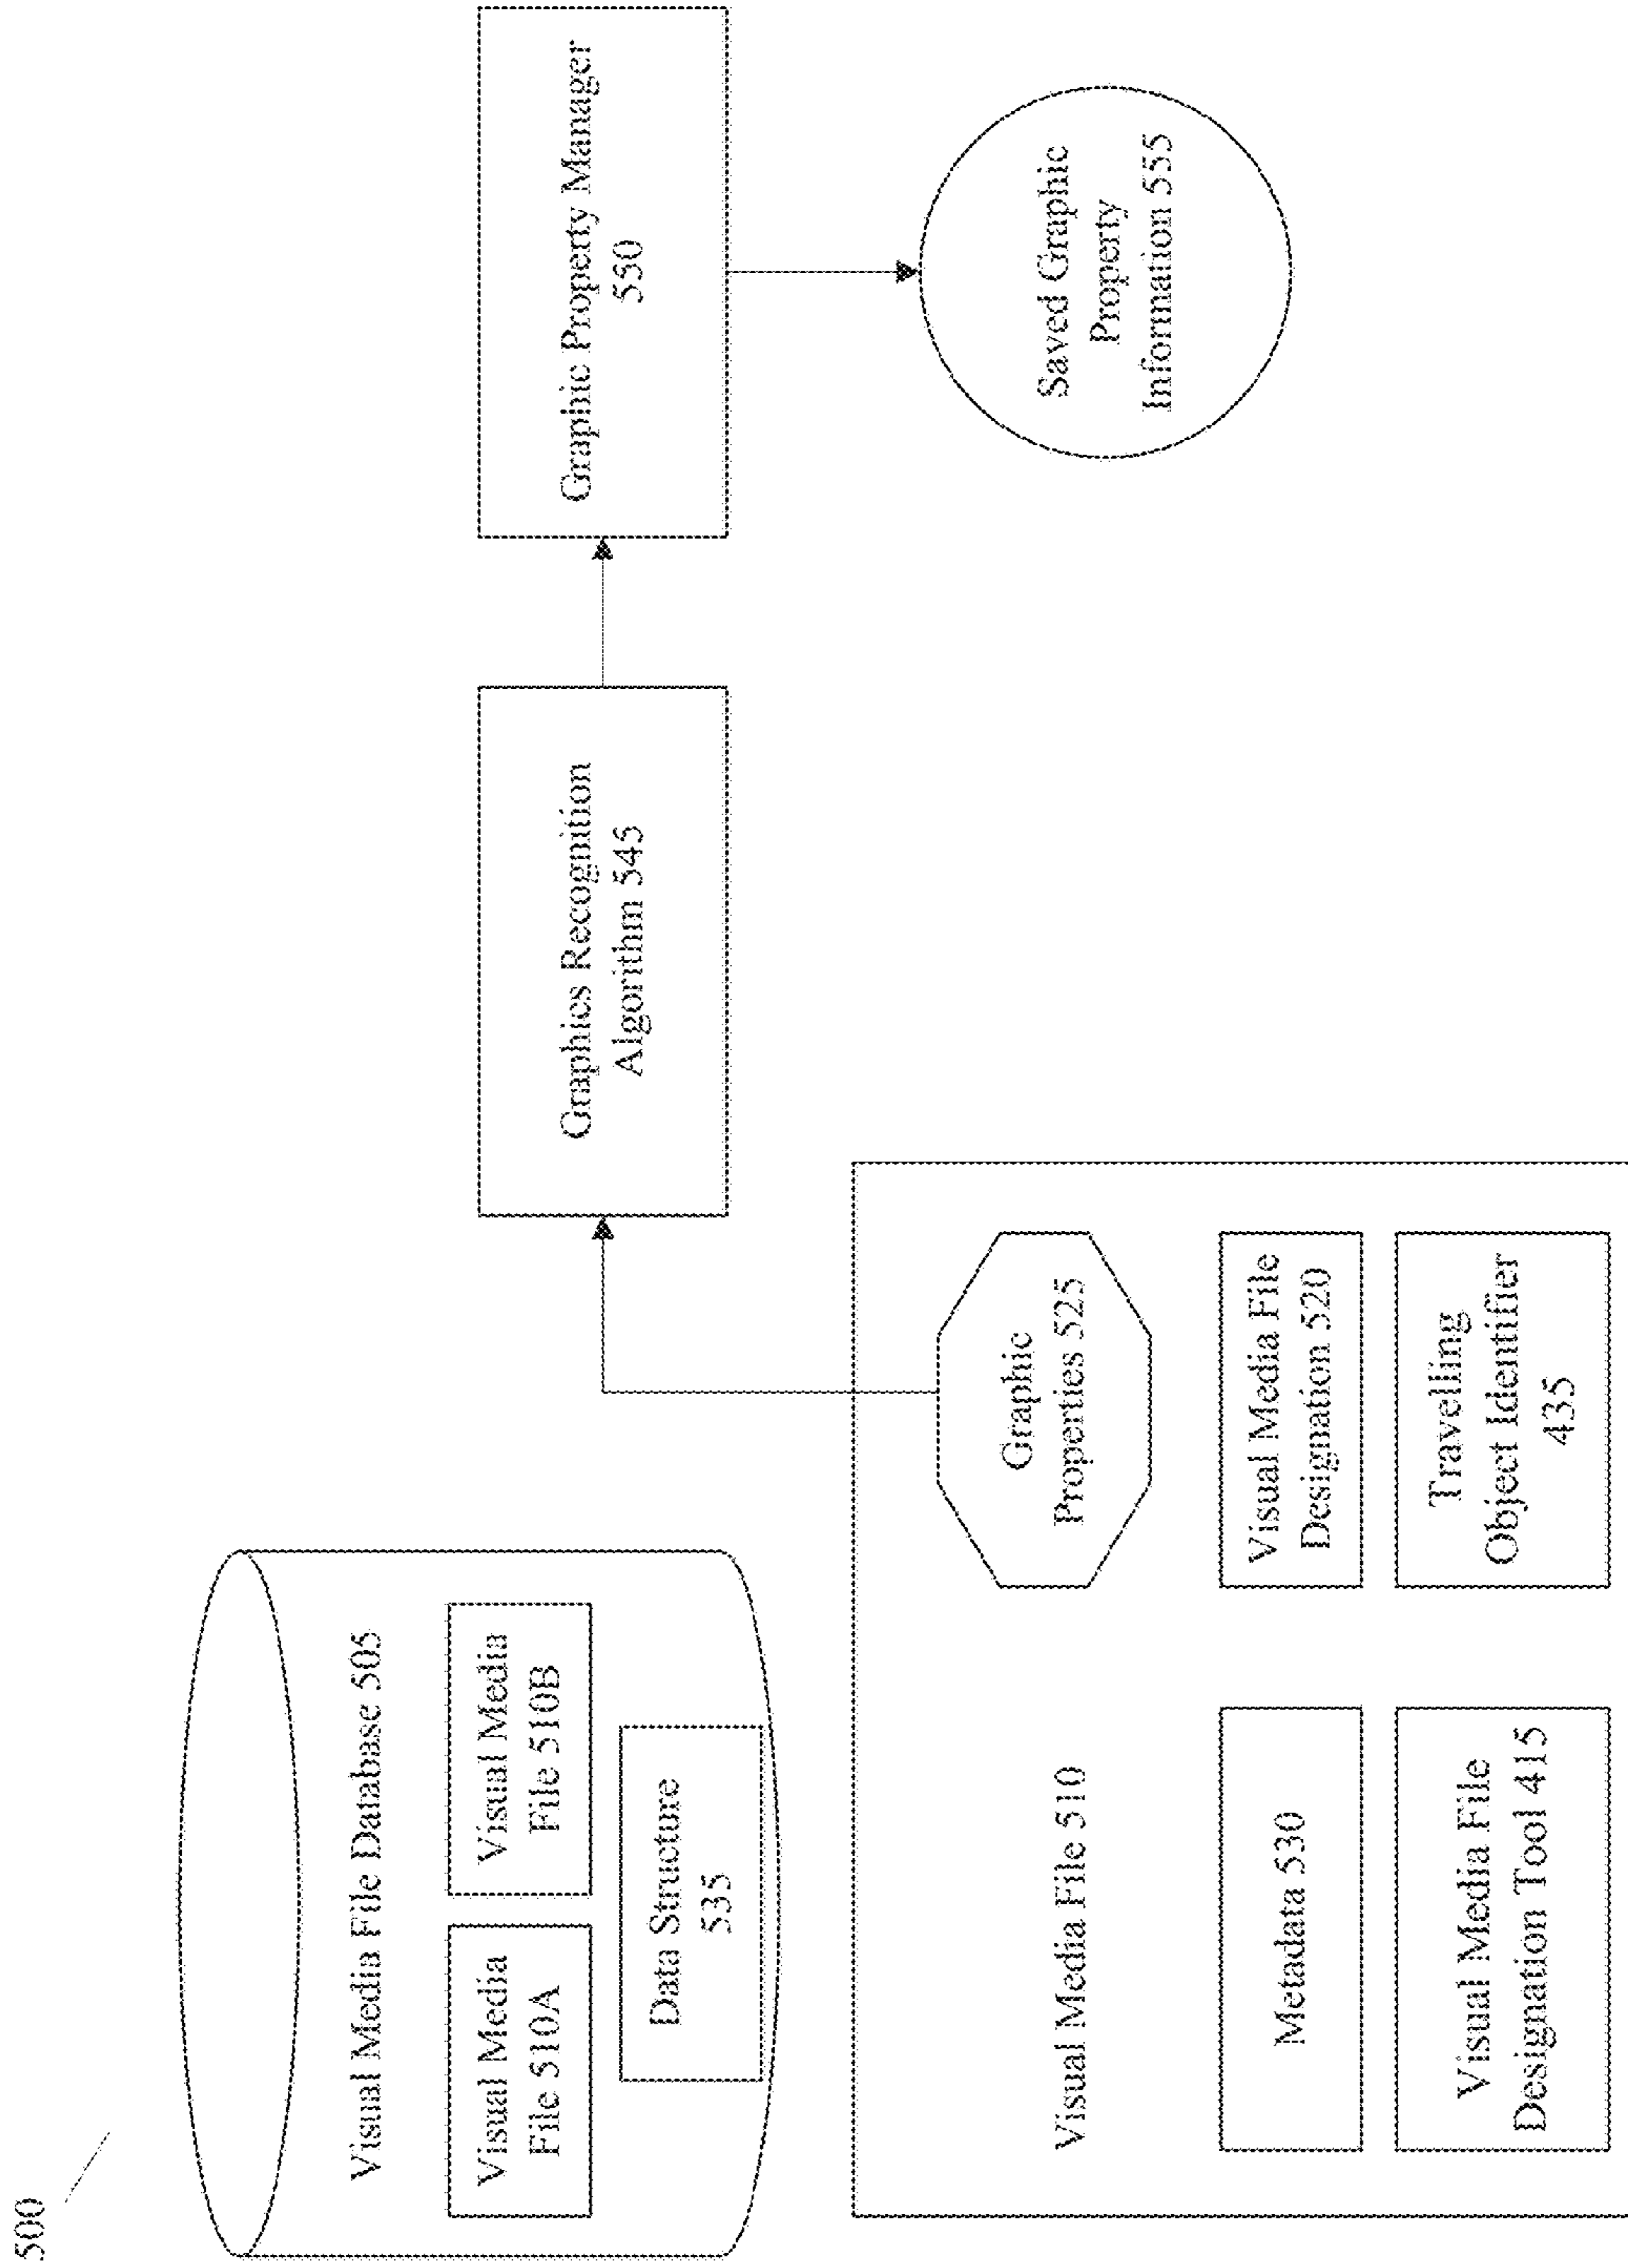 500
Visual Media File Database 505
Visual Media
File 510A
Visual Media
File 510B
Data Structure
535
Visual Media File 510
Graphic
Properties 525
Metadata 530
Visual Media File
Designation 520
Visual Media File
Designation Tool 415
Travelling
Object Identifier
435
Graphics Recognition
Algorithm 545
Graphic Property Manager
550
Saved Graphic
Property
Information 555